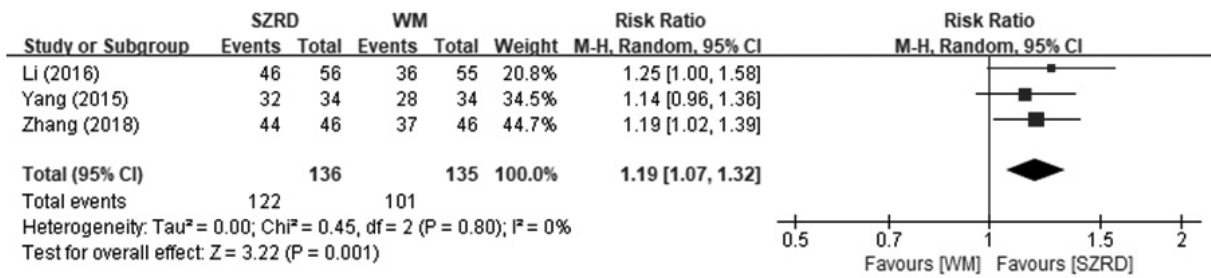 SZRD WM Risk Ratio Risk Ratio
Study or Subgroup Events Total Events Total Weight M-H, Random, 95% CI M-H, Random, 95% CI
Li (2016) 46 56 36 55 20.8% 1.25 [1.00, 1.58]
Yang (2015) 32 34 28 34 34.5% 1.14 [0.96, 1.36]
Zhang (2018) 44 46 37 46 44.7% 1.19 [1.02, 1.39]
Total (95% CI) 136 135 100.0% 1.19 [1.07, 1.32]
Total events 122 101
Heterogeneity: Tau² = 0.00; Chi² = 0.45, df = 2 (P = 0.80); I² = 0%
Test for overall effect: Z = 3.22 (P = 0.001)
0.5 0.7 1 1.5 2
Favours [WM] Favours [SZRD]